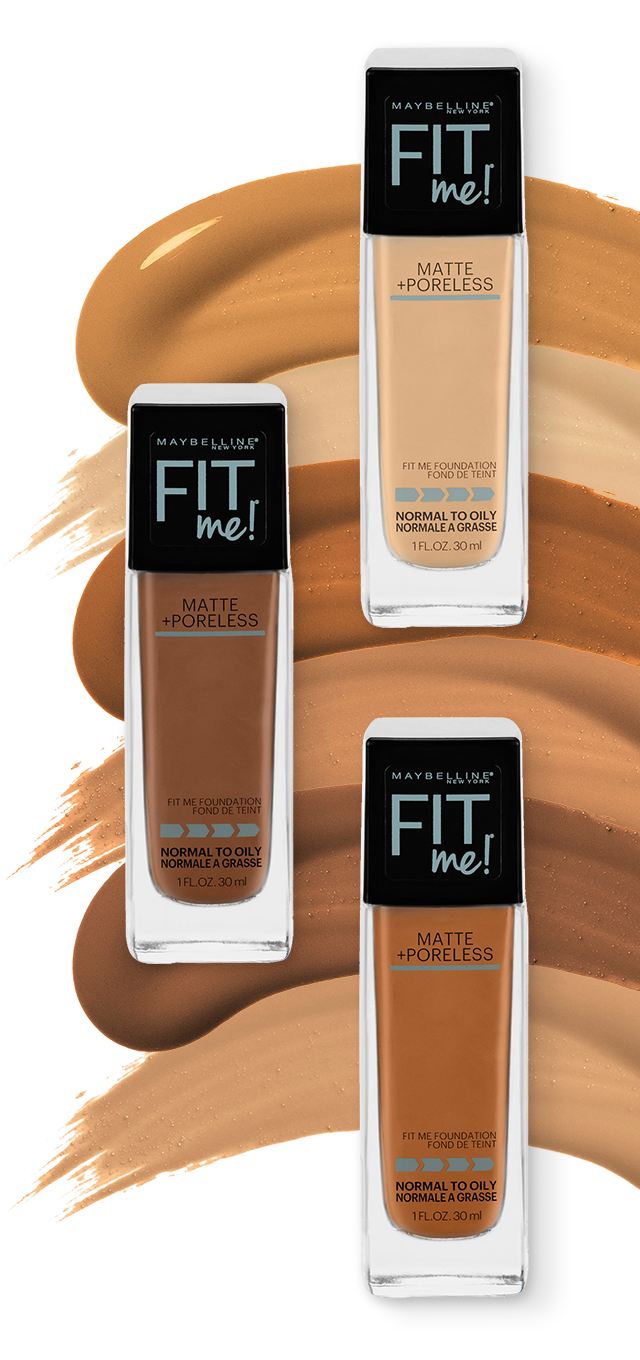 MAYBELLINE®
NEW YORK
FIT
me!
MATTE
+PORELESS
FIT ME FOUNDATION
FOND DE TEINT
NORMAL TO OILY
NORMALE A GRASSE
1 FL.OZ. 30 ml
MAYBELLINE®
NEW YORK
FIT
me!
MATTE
+PORELESS
FIT ME FOUNDATION
FOND DE TEINT
NORMAL TO OILY
NORMALE A GRASSE
1 FL.OZ. 30 ml
MAYBELLINE®
NEW YORK
FIT
me!
MATTE
+PORELESS
FIT ME FOUNDATION
FOND DE TEINT
NORMAL TO OILY
NORMALE A GRASSE
1 FL.OZ. 30 ml